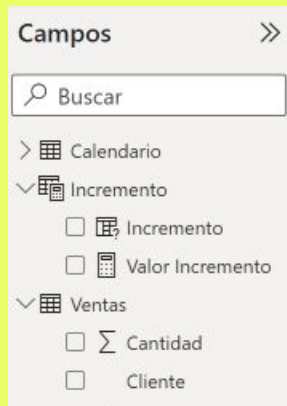 Campos
Buscar
Calendario
Incremento
Incremento
Valor Incremento
Ventas
Cantidad
Cliente